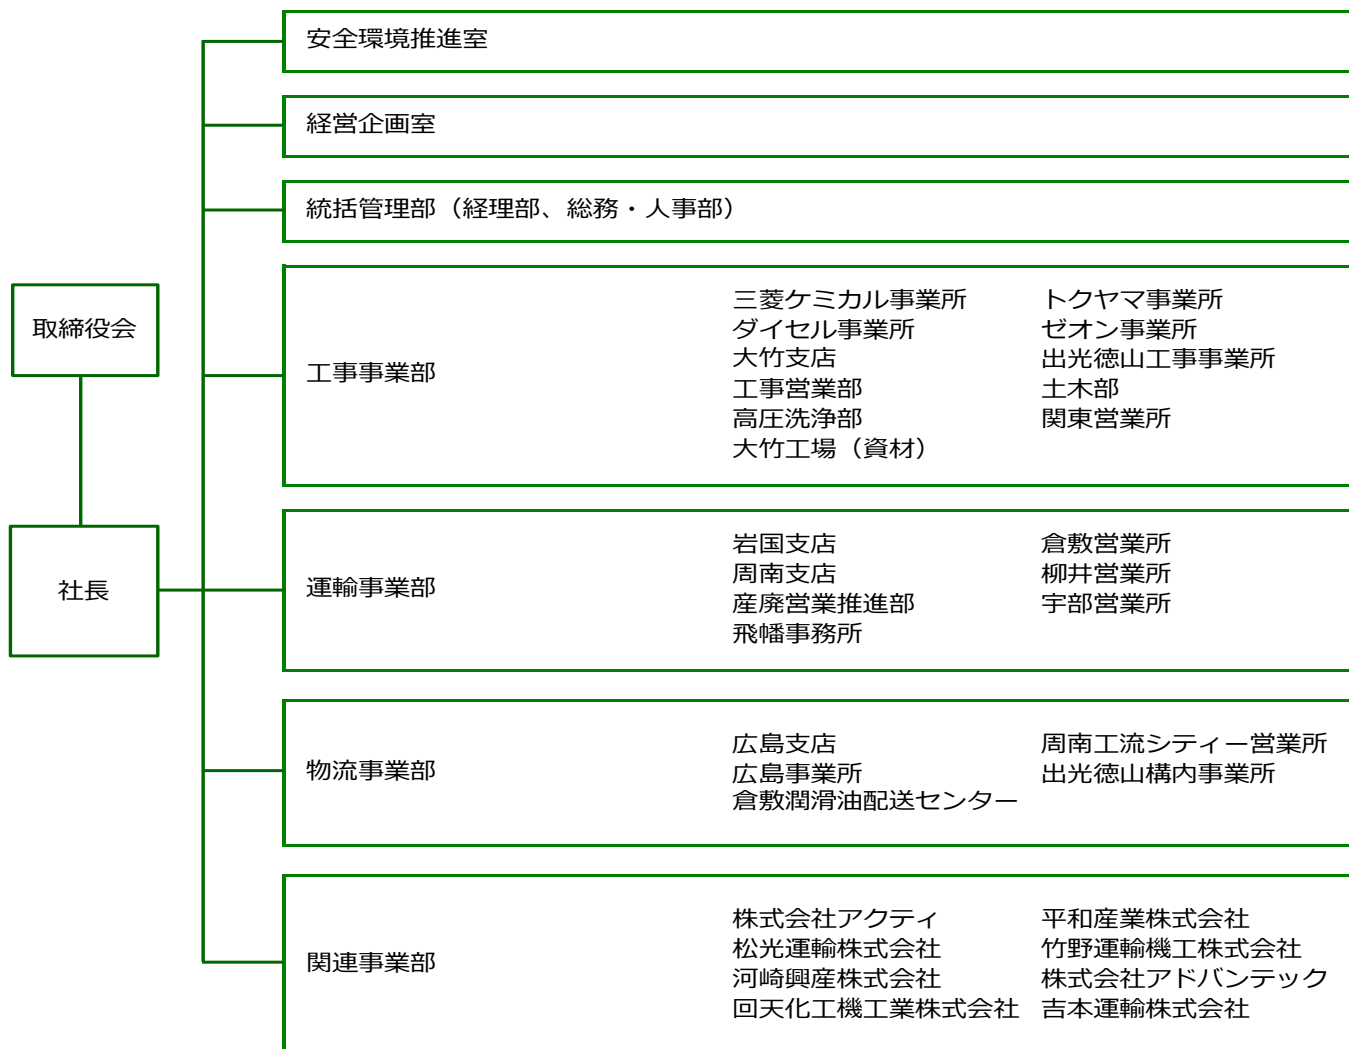 安全環境推進室
経営企画室
統括管理部（経理部、総務・人事部）
取締役会
社長
工事事業部
三菱ケミカル事業所
ダイセル事業所
大竹支店
工事営業部
高圧洗浄部
大竹工場（資材）
トクヤマ事業所
ゼオン事業所
出光徳山工事事業所
土木部
関東営業所
運輸事業部
岩国支店
周南支店
産廃営業推進部
飛幡事務所
倉敷営業所
柳井営業所
宇部営業所
物流事業部
広島支店
広島事業所
倉敷潤滑油配送センター
周南工流シティー営業所
出光徳山構内事業所
関連事業部
株式会社アクティ
松光運輸株式会社
河崎興産株式会社
回天化工機工業株式会社
平和産業株式会社
竹野運輸機工株式会社
株式会社アドバンテック
吉本運輸株式会社